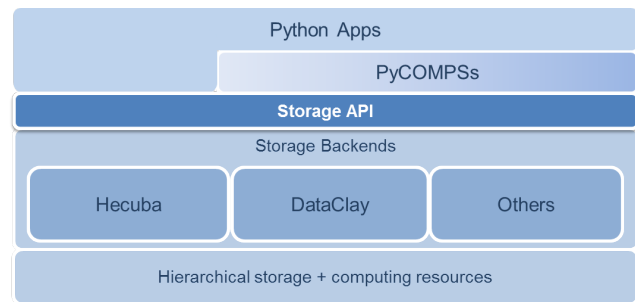 Python Apps
PyCOMPSs
Storage API
Storage Backends
Hecuba
DataClay
Others
Hierarchical storage + computing resources